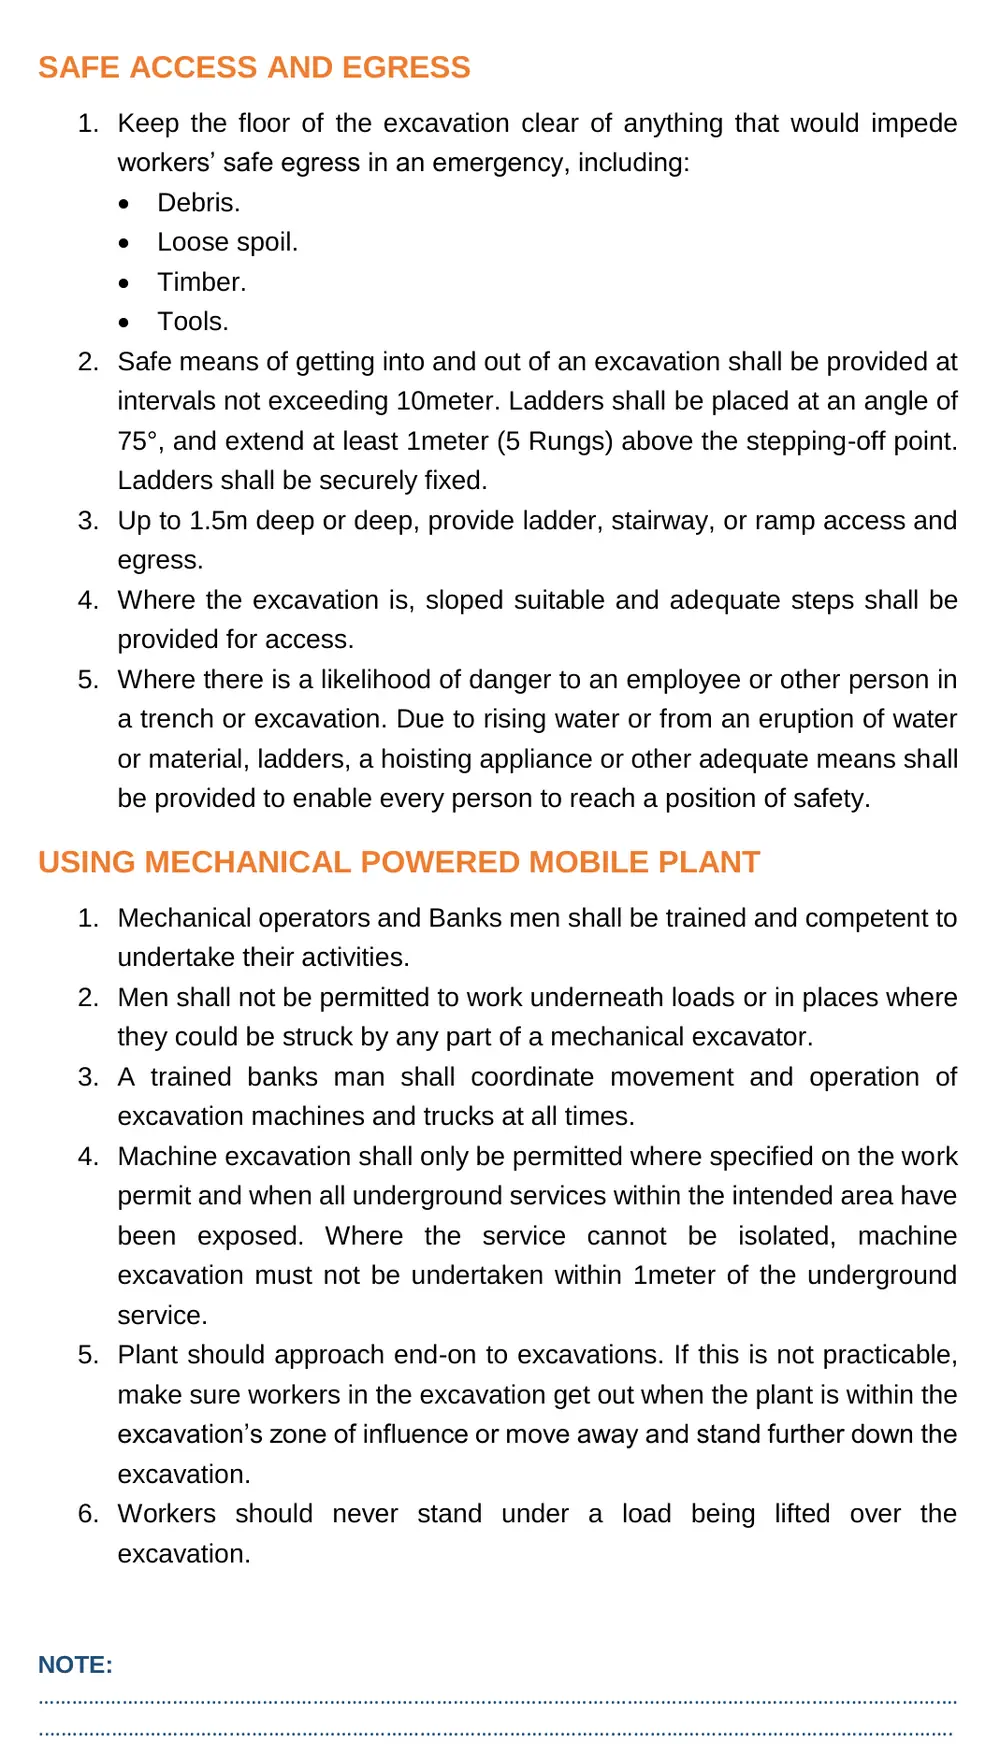 SAFE ACCESS AND EGRESS
1. Keep the floor of the excavation clear of anything that would impede
workers’ safe egress in an emergency, including:
• Debris.
• Loose spoil.
• Timber.
• Tools.
2. Safe means of getting into and out of an excavation shall be provided at
intervals not exceeding 10meter. Ladders shall be placed at an angle of
75°, and extend at least 1meter (5 Rungs) above the stepping-off point.
Ladders shall be securely fixed.
3. Up to 1.5m deep or deep, provide ladder, stairway, or ramp access and
egress.
4. Where the excavation is, sloped suitable and adequate steps shall be
provided for access.
5. Where there is a likelihood of danger to an employee or other person in
a trench or excavation. Due to rising water or from an eruption of water
or material, ladders, a hoisting appliance or other adequate means shall
be provided to enable every person to reach a position of safety.
USING MECHANICAL POWERED MOBILE PLANT
1. Mechanical operators and Banks men shall be trained and competent to
undertake their activities.
2. Men shall not be permitted to work underneath loads or in places where
they could be struck by any part of a mechanical excavator.
3. A trained banks man shall coordinate movement and operation of
excavation machines and trucks at all times.
4. Machine excavation shall only be permitted where specified on the work
permit and when all underground services within the intended area have
been exposed. Where the service cannot be isolated, machine
excavation must not be undertaken within 1meter of the underground
service.
5. Plant should approach end-on to excavations. If this is not practicable,
make sure workers in the excavation get out when the plant is within the
excavation’s zone of influence or move away and stand further down the
excavation.
6. Workers should never stand under a load being lifted over the
excavation.
NOTE:
………………………………………………………………………………………………
………………………………………………………………………………………………